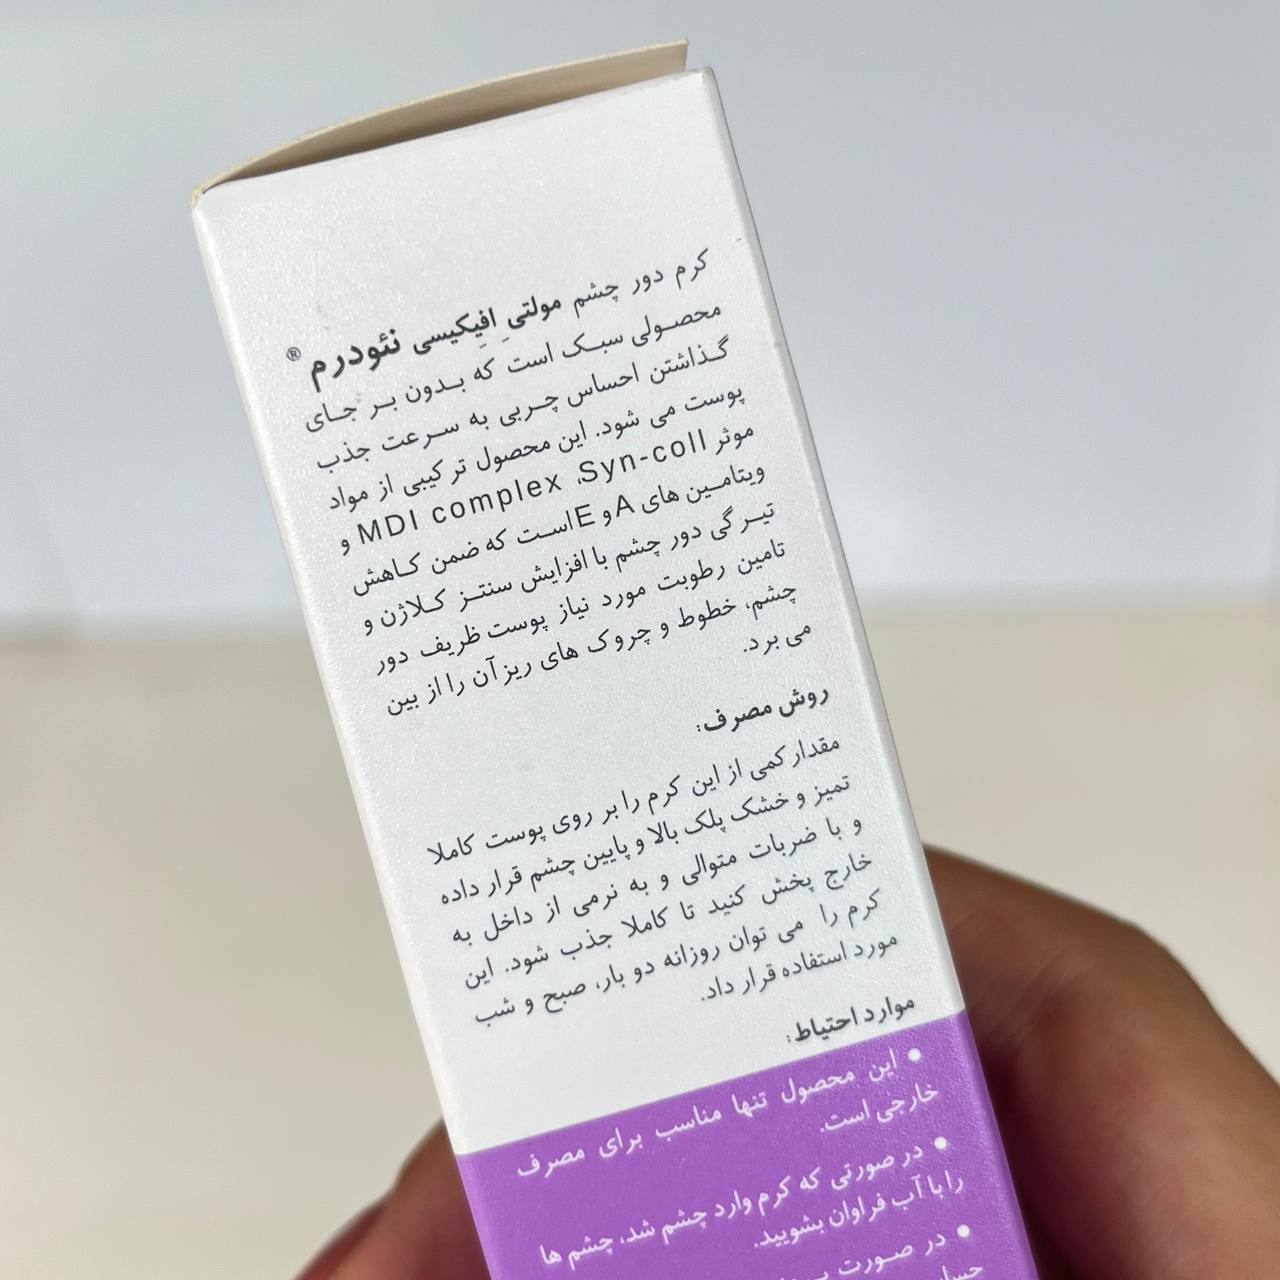 کرم دور چشم مولتیِ اِفِیکیسی نئودرم ®
محصولی سبک است که بدون بر جای
گذاشتن احساس چربی به سرعت جذب
پوست می شود. این محصول ترکیبی از مواد
موثر MDI complex ،Syn-coll و
ویتامین های A و E است که ضمن کاهش
تیرگی دور چشم با افزایش سنتز کلاژن و
تامین رطوبت مورد نیاز پوست ظریف دور
چشم، خطوط و چروک های ریز آن را از بین
می برد.
روش مصرف:
مقدار کمی از این کرم را بر روی پوست کاملا
تمیز و خشک پلک بالا و پایین چشم قرار داده
و با ضربات متوالی و به نرمی از داخل به
خارج پخش کنید تا کاملا جذب شود. این
کرم را می توان روزانه دو بار، صبح و شب
مورد استفاده قرار داد.
موارد احتیاط:
• این محصول تنها مناسب برای مصرف
خارجی است.
• در صورتی که کرم وارد چشم شد، چشم ها
را با آب فراوان بشویید.
• در صورت